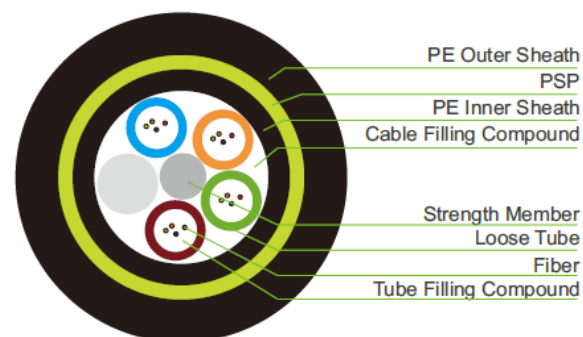 PE Outer Sheath
PSP
PE Inner Sheath
Cable Filling Compound
Strength Member
Loose Tube
Fiber
Tube Filling Compound